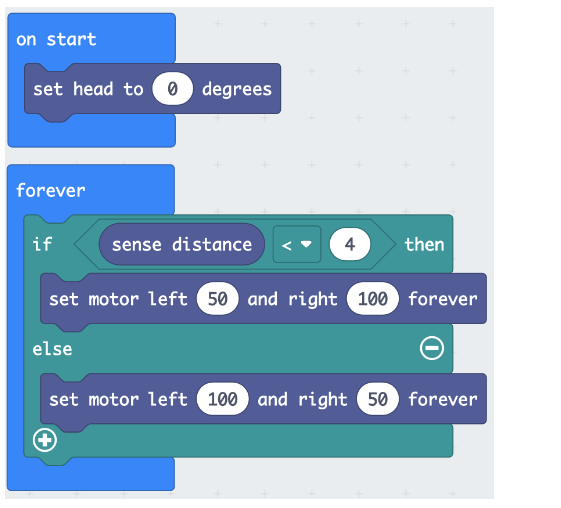 on start
set head to 0 degrees
forever
if sense distance < 4 then
set motor left 50 and right 100 forever
else
set motor left 100 and right 50 forever